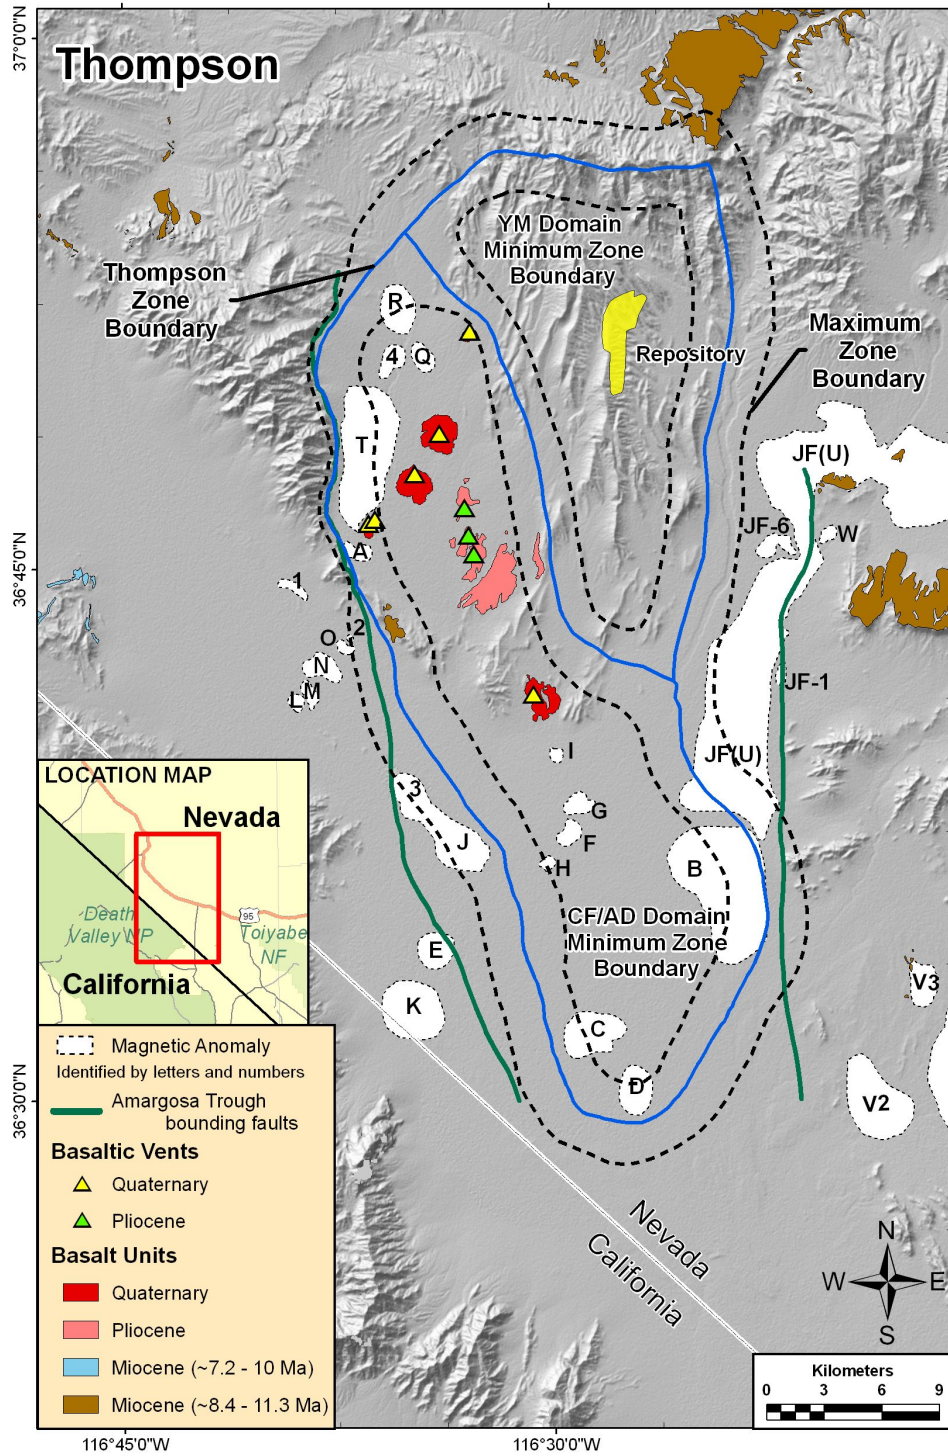 37°0'0"N
Thompson
YM Domain
Minimum Zone
Boundary
Thompson
Zone
Boundary
R
Maximum
Zone
Boundary
Repository
4
Q
T
JF(U)
JF-6
W
A
36°45'0"N
1
2
O
N
M
L
JF-1
I
JF(U)
LOCATION MAP
Nevada
3
G
F
J
H
B
95
Death
Valley NP
Toiyabe
NF
California
CF/AD Domain
Minimum Zone
Boundary
E
K
C
V3
D
V2
36°30'0"N
Magnetic Anomaly
Identified by letters and numbers
Amargosa Trough
bounding faults
Basaltic Vents
Quaternary
Pliocene
Basalt Units
Quaternary
Pliocene
Miocene (~7.2 - 10 Ma)
Miocene (~8.4 - 11.3 Ma)
Nevada
California
N
W
E
S
Kilometers
0 3 6 9
116°45'0"W
116°30'0"W